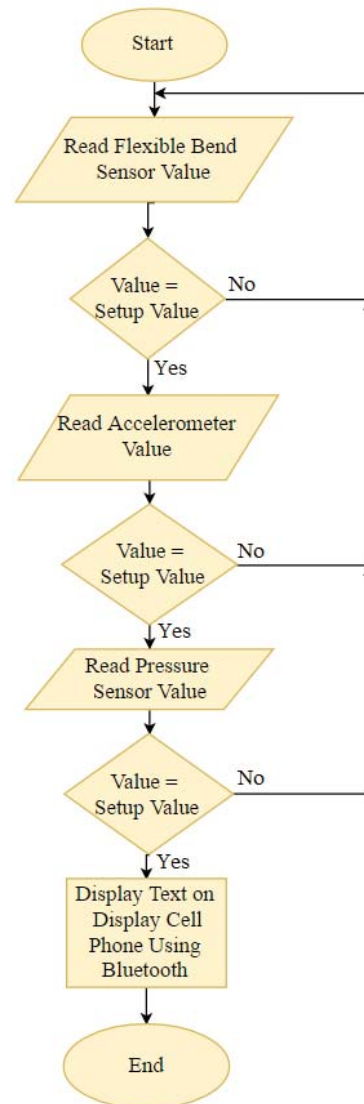 Start
Read Flexible Bend
Sensor Value
Value =
Setup Value
No
Yes
Read Accelerometer
Value
Value =
Setup Value
No
Yes
Read Pressure
Sensor Value
Value =
Setup Value
No
Yes
Display Text on
Display Cell
Phone Using
Bluetooth
End